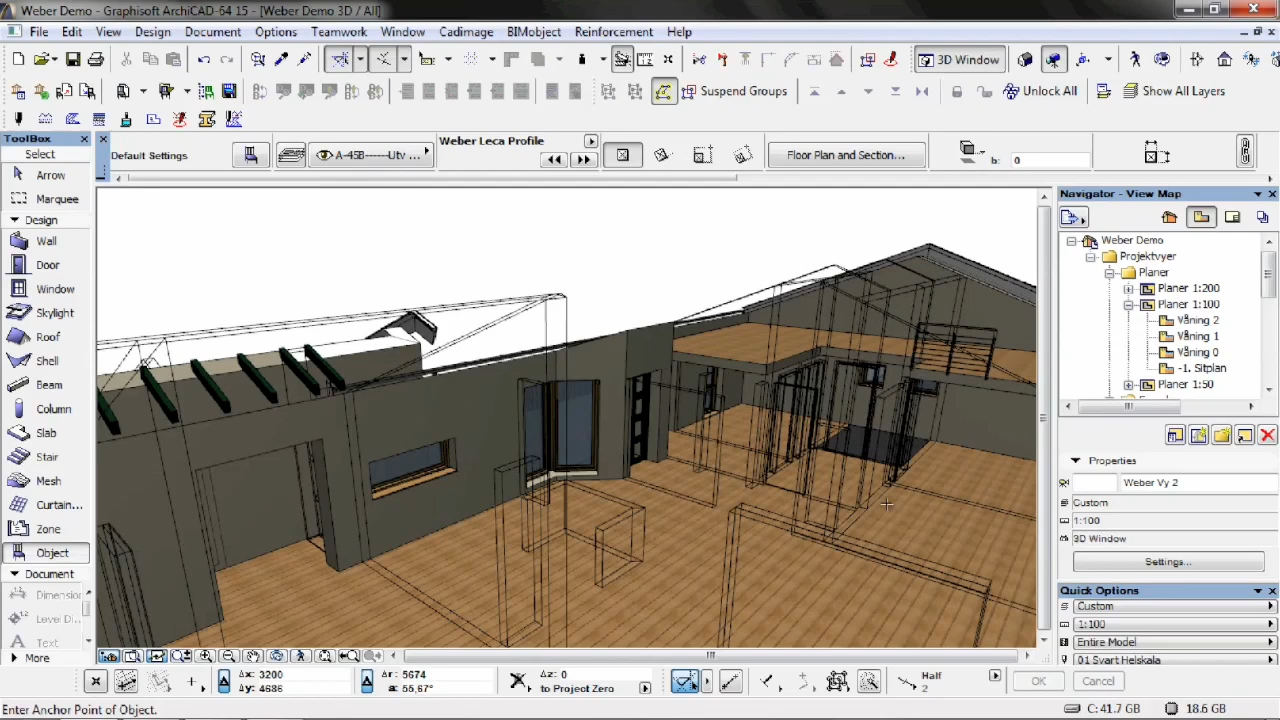 Weber Demo - Graphisoft ArchiCAD-64 15 - [Weber Demo 3D / All]
File Edit View Design Document Options Teamwork Window Cadimage BIMobject Reinforcement Help
3D Window
Suspend Groups
Unlock All
Show All Layers
ToolBox
Select
Arrow
Marquee
Design
Wall
Door
Window
Skylight
Roof
Shell
Beam
Column
Slab
Stair
Mesh
Curtain...
Zone
Object
Document
Dimensio
Level Di...
Text
More
Default Settings
A-45B------Utv ...
Weber Leca Profile
Floor Plan and Section...
b: 0
Navigator - View Map
Weber Demo
Projektvyer
Planer
Planer 1:200
Planer 1:100
Våning 2
Våning 1
Våning 0
-1. Sitplan
Planer 1:50
Properties
Weber Vy 2
Custom
1:100
3D Window
Settings...
Quick Options
Custom
1:100
Entire Model
01 Svart Helskala
Δx: 3200
Δy: 4686
Δr: 5674
a: 55,67°
Δz: 0
to Project Zero
Half
2
OK
Cancel
Enter Anchor Point of Object.
C: 41.7 GB
18.6 GB